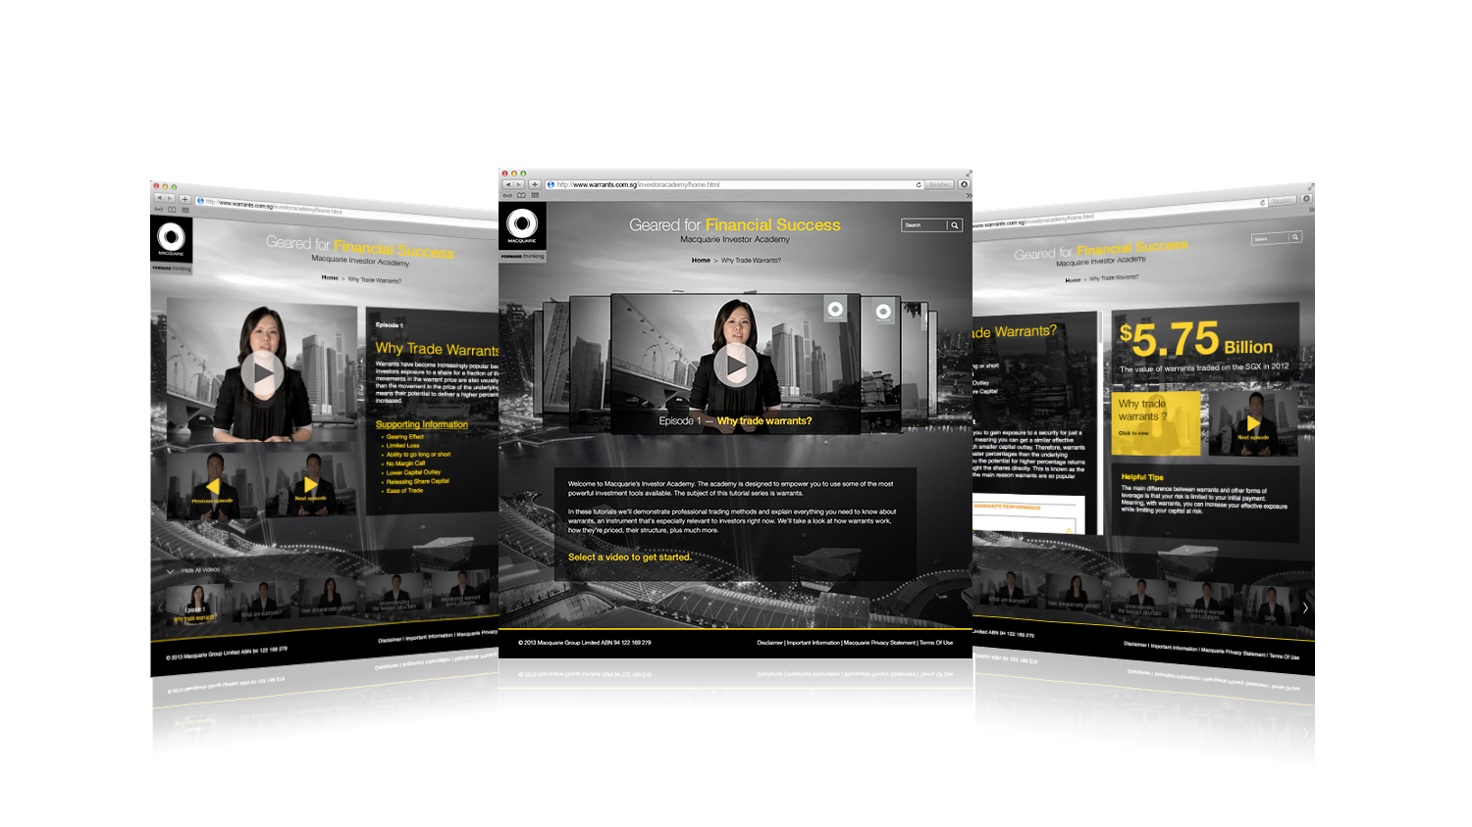 http://www.warrants.com.sg/investoracademy/home.html
MACQUARIE
FORWARD thinking
Geared for Financial Success
Macquarie Investor Academy
Home > Why Trade Warrants?
Episode 1
Why Trade Warrants
Warrants have become increasingly popular bec
investors exposure to a share for a fraction of th
movements in the warrant price are also usual
than the movement in the price of the underlying
means their potential to deliver a higher percent
increased.
Supporting Information
• Gearing Effect
• Limited Loss
• Ability to go long or short
• No Margin Call
• Lower Capital Outlay
• Releasing Share Capital
• Ease of Trade
Previous episode
Next episode
Hide All Videos
Episode 1
Why trade warrants?
What are warrants?
How are warrants priced?
Understanding
the warrant structure
Monitoring warrant
price changes
Disclaimer | Important Information | Macquarie Privacy
© 2013 Macquarie Group Limited ABN 94 122 169 279
http://www.warrants.com.sg/investoracademy/home.html
Reader
MACQUARIE
FORWARD thinking
Geared for Financial Success
Macquarie Investor Academy
Search
Home > Why Trade Warrants?
Episode 1 — Why trade warrants?
Welcome to Macquarie's Investor Academy. The academy is designed to empower you to use some of the most
powerful investment tools available. The subject of this tutorial series is warrants.
In these tutorials we'll demonstrate professional trading methods and explain everything you need to know about
warrants, an instrument that's especially relevant to investors right now. We'll take a look at how warrants work,
how they're priced, their structure, plus much more.
Select a video to get started.
© 2013 Macquarie Group Limited ABN 94 122 169 279
Disclaimer | Important Information | Macquarie Privacy Statement | Terms Of Use
investoracademy/home.html
Reader
Geared for Financial Success
Macquarie Investor Academy
Search
Home > Why Trade Warrants?
ade Warrants?
ng or short
Outlay
re Capital
t.
you to gain exposure to a security for just a
meaning you can get a similar effective
h smaller capital outlay. Therefore, warrants
aller percentages than the underlying
u the potential for higher percentage returns
ught the shares directly. This is known as the
the main reason warrants are so popular
WARRANTS PERFORMANCE
$5.75 Billion
The value of warrants traded on the SGX in 2012
Why trade
warrants ?
Click to view
Next episode
Helpful Tips
The main difference between warrants and other forms of
leverage is that your risk is limited to your initial payment.
Meaning, with warrants, you can increase your effective exposure
while limiting your capital at risk.
What are warrants?
How are warrants priced?
Understanding
the warrant structure
Monitoring warrant
price changes
Delta
mited ABN 94 122 169 279
Disclaimer | Important Information | Macquarie Privacy Statement | Terms Of Use